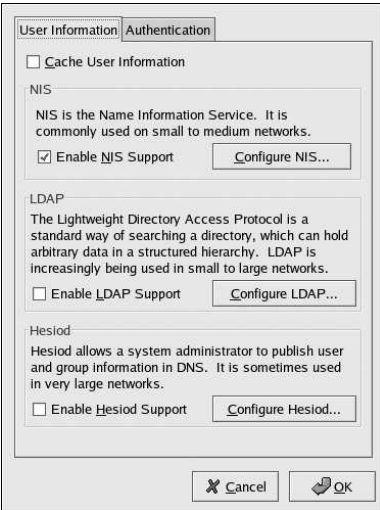 User Information
Authentication
Cache User Information
NIS
NIS is the Name Information Service. It is
commonly used on small to medium networks.
Enable NIS Support
Configure NIS...
LDAP
The Lightweight Directory Access Protocol is a
standard way of searching a directory, which can hold
arbitrary data in a structured hierarchy. LDAP is
increasingly being used in small to large networks.
Enable LDAP Support
Configure LDAP...
Hesiod
Hesiod allows a system administrator to publish user
and group information in DNS. It is sometimes used
in very large networks.
Enable Hesiod Support
Configure Hesiod...
Cancel
OK